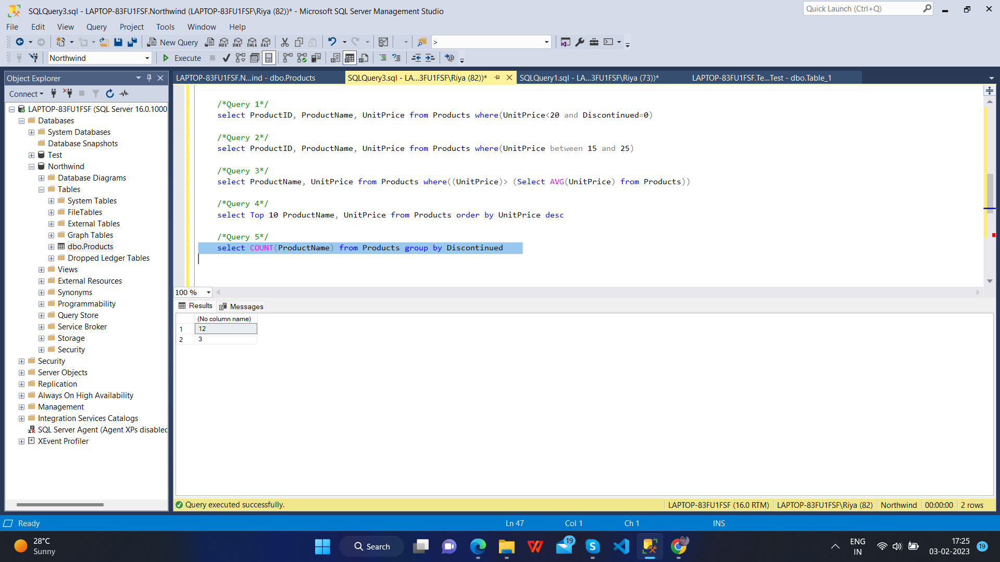 SQLQuery3.sql - LAPTOP-83FU1FSF.Northwind (LAPTOP-83FU1FSF\Riya (82))* - Microsoft SQL Server Management Studio
Quick Launch (Ctrl+Q)
File Edit View Query Project Tools Window Help
New Query MDX DMX XMLA DAX >
Northwind Execute
Object Explorer
LAPTOP-83FU1FSF.N...ind - dbo.Products
SQLQuery3.sql - LA...3FU1FSF\Riya (82))*
SQLQuery1.sql - LA...3FU1FSF\Riya (73))*
LAPTOP-83FU1FSF.Te...Test - dbo.Table_1
Connect
LAPTOP-83FU1FSF (SQL Server 16.0.1000
Databases
System Databases
Database Snapshots
Test
Northwind
Database Diagrams
Tables
System Tables
FileTables
External Tables
Graph Tables
dbo.Products
Dropped Ledger Tables
Views
External Resources
Synonyms
Programmability
Query Store
Service Broker
Storage
Security
Security
Server Objects
Replication
Always On High Availability
Management
Integration Services Catalogs
SQL Server Agent (Agent XPs disabled
XEvent Profiler
/*Query 1*/
select ProductID, ProductName, UnitPrice from Products where(UnitPrice<20 and Discontinued=0)
/*Query 2*/
select ProductID, ProductName, UnitPrice from Products where(UnitPrice between 15 and 25)
/*Query 3*/
select ProductName, UnitPrice from Products where((UnitPrice)> (Select AVG(UnitPrice) from Products))
/*Query 4*/
select Top 10 ProductName, UnitPrice from Products order by UnitPrice desc
/*Query 5*/
select COUNT(ProductName) from Products group by Discontinued
100 %
Results Messages
(No column name)
1 12
2 3
Query executed successfully.
LAPTOP-83FU1FSF (16.0 RTM) LAPTOP-83FU1FSF\Riya (82) Northwind 00:00:00 2 rows
Ready Ln 47 Col 1 Ch 1 INS
28°C
Sunny
Search
19
ENG
IN
17:25
03-02-2023
19